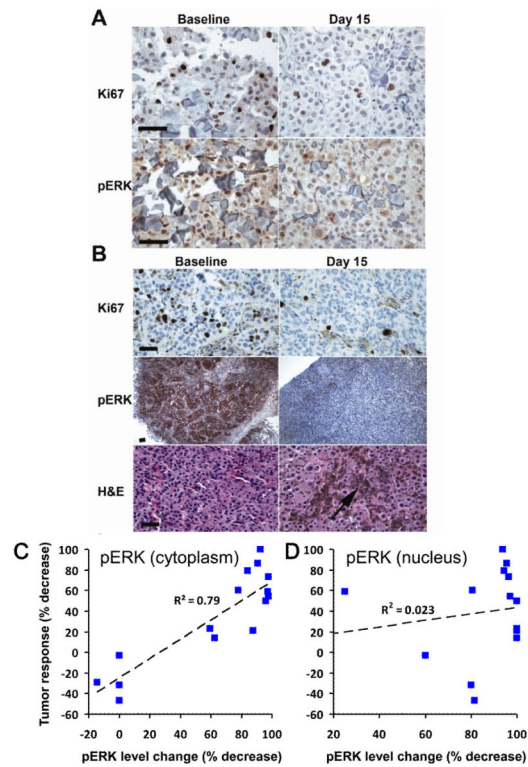 A
Baseline Day 15
Ki67
pERK
B
Baseline Day 15
Ki67
pERK
H&E
C D
pERK (cytoplasm) pERK (nucleus)
Tumor response (% decrease)
100 100
80 80
60 60
40 40
20 20
0 0
-20 -20
-40 -40
-60 -60
R² = 0.79 R² = 0.023
-20 0 20 40 60 80 100 20 40 60 80 100
pERK level change (% decrease) pERK level change (% decrease)